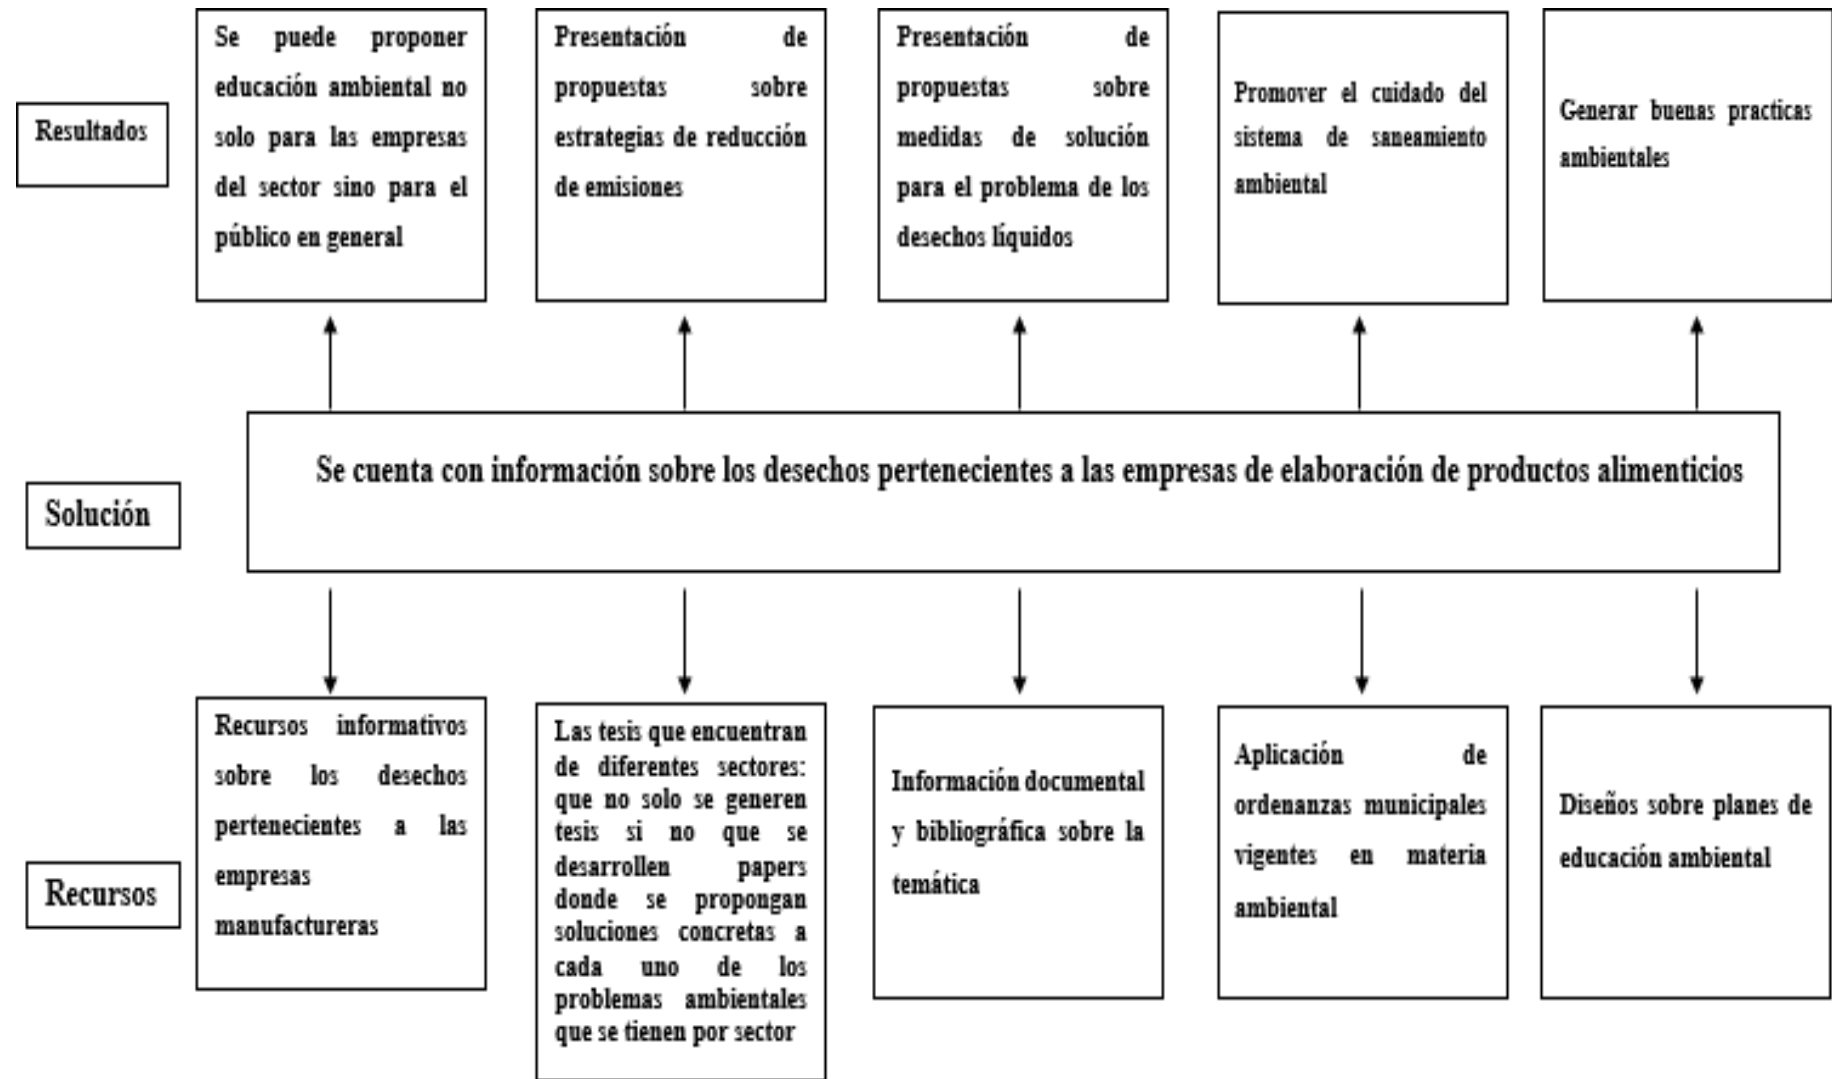 Resultados
Se puede proponer
educación ambiental no
solo para las empresas
del sector sino para el
público en general
Presentación de
propuestas sobre
estrategias de reducción
de emisiones
Presentación de
propuestas sobre
medidas de solución
para el problema de los
desechos líquidos
Promover el cuidado del
sistema de saneamiento
ambiental
Generar buenas practicas
ambientales
Solución
Se cuenta con información sobre los desechos pertenecientes a las empresas de elaboración de productos alimenticios
Recursos
Recursos informativos
sobre los desechos
pertenecientes a las
empresas
manufactureras
Las tesis que encuentran
de diferentes sectores:
que no solo se generen
tesis si no que se
desarrollen papers
donde se propongan
soluciones concretas a
cada uno de los
problemas ambientales
que se tienen por sector
Información documental
y bibliográfica sobre la
temática
Aplicación de
ordenanzas municipales
vigentes en materia
ambiental
Diseños sobre planes de
educación ambiental